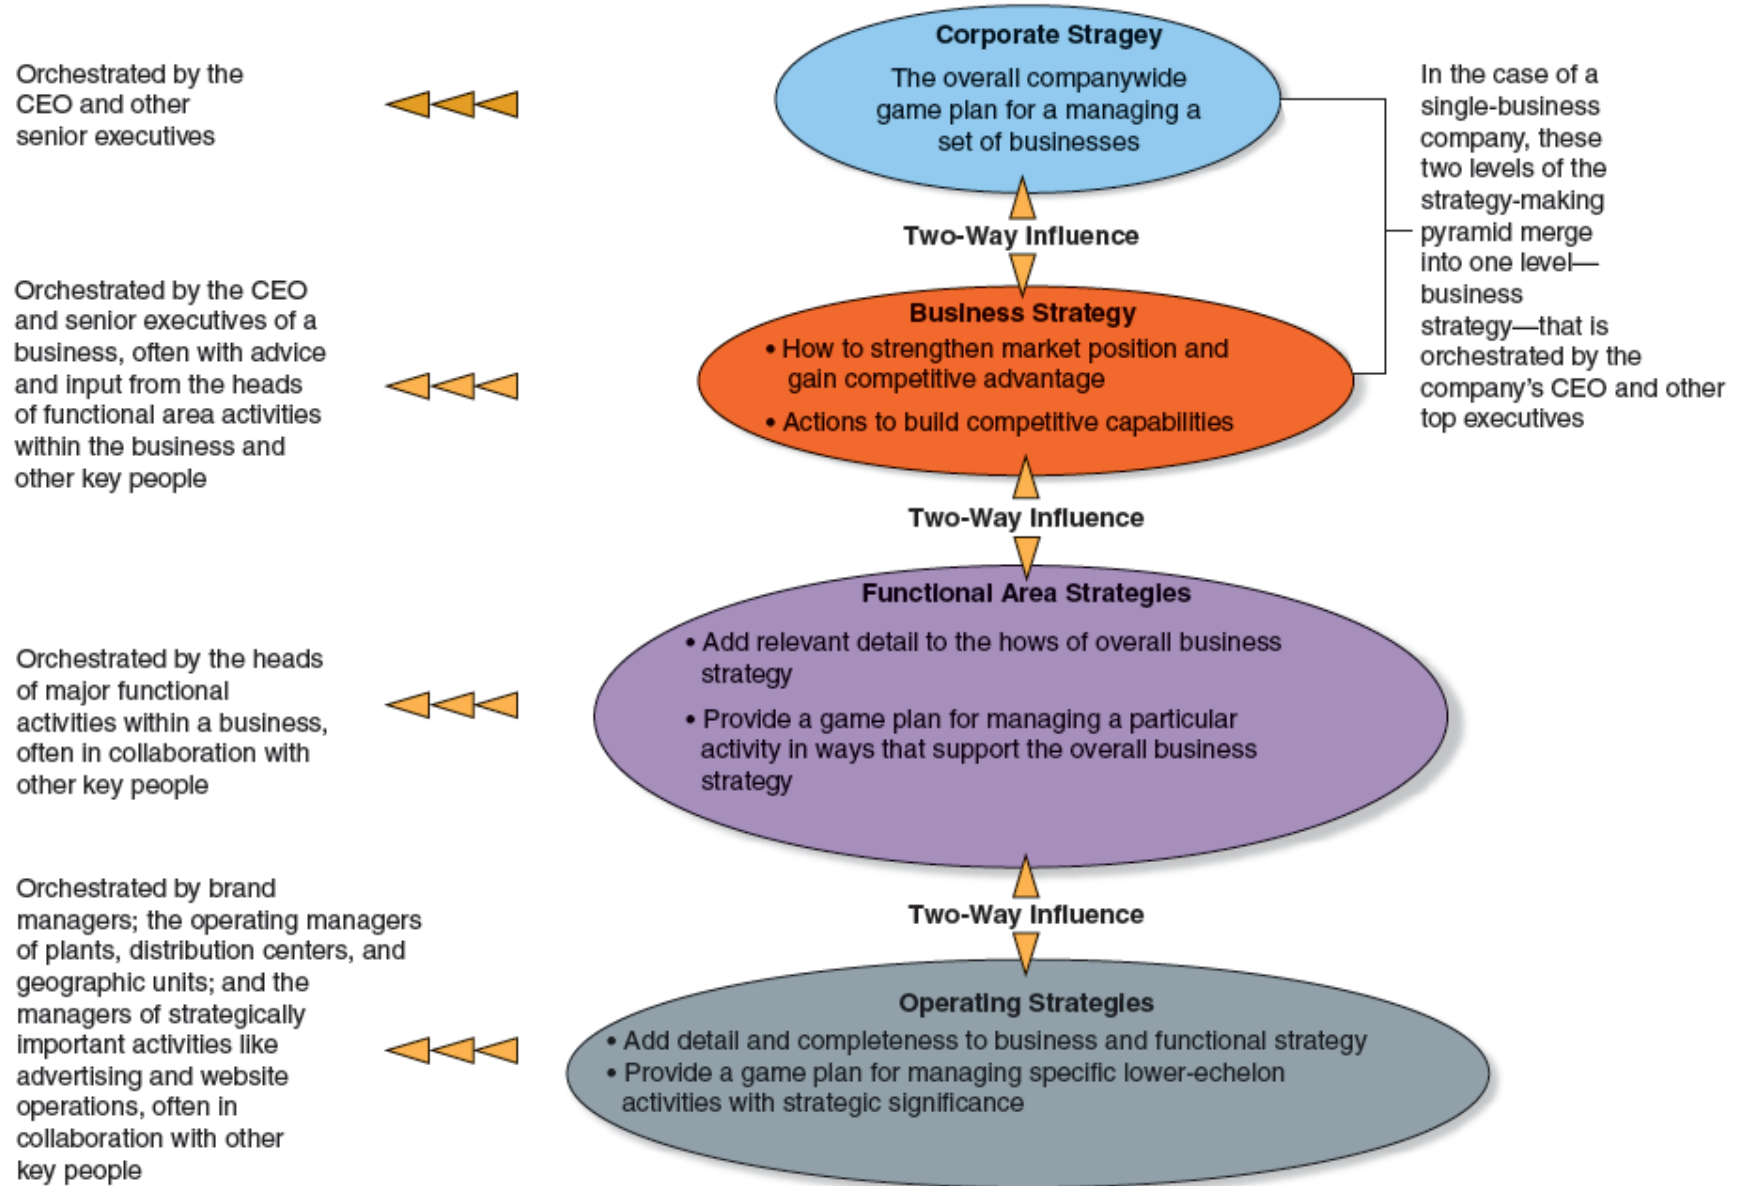 Corporate Stragey
The overall companywide
game plan for a managing a
set of businesses
Orchestrated by the
CEO and other
senior executives
In the case of a
single-business
company, these
two levels of the
strategy-making
pyramid merge
into one level—
business
strategy—that is
orchestrated by the
company's CEO and other
top executives
Two-Way Influence
Orchestrated by the CEO
and senior executives of a
business, often with advice
and input from the heads
of functional area activities
within the business and
other key people
Business Strategy
• How to strengthen market position and
gain competitive advantage
• Actions to build competitive capabilities
Two-Way Influence
Functional Area Strategies
• Add relevant detail to the hows of overall business
strategy
• Provide a game plan for managing a particular
activity in ways that support the overall business
strategy
Orchestrated by the heads
of major functional
activities within a business,
often in collaboration with
other key people
Two-Way Influence
Orchestrated by brand
managers; the operating managers
of plants, distribution centers, and
geographic units; and the
managers of strategically
important activities like
advertising and website
operations, often in
collaboration with other
key people
Operating Strategies
• Add detail and completeness to business and functional strategy
• Provide a game plan for managing specific lower-echelon
activities with strategic significance